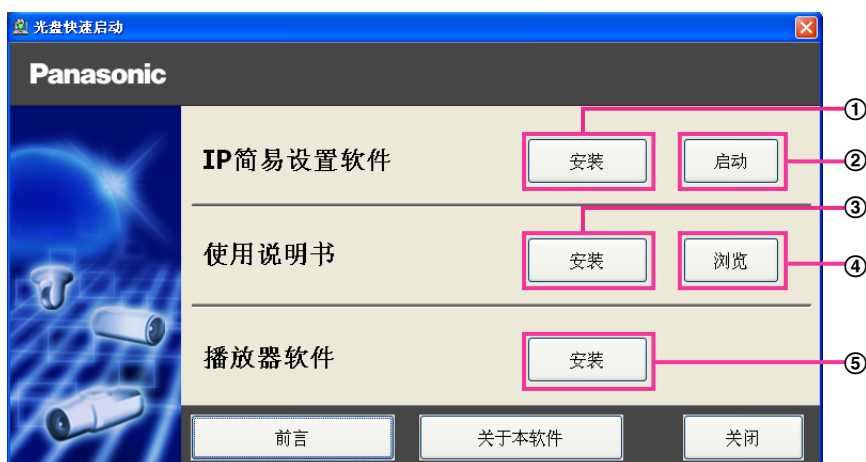 光盘快速启动
Panasonic
①
IP简易设置软件 安装 启动 ②
③
使用说明书 安装 浏览 ④
播放器软件 安装 ⑤
前言 关于本软件 关闭